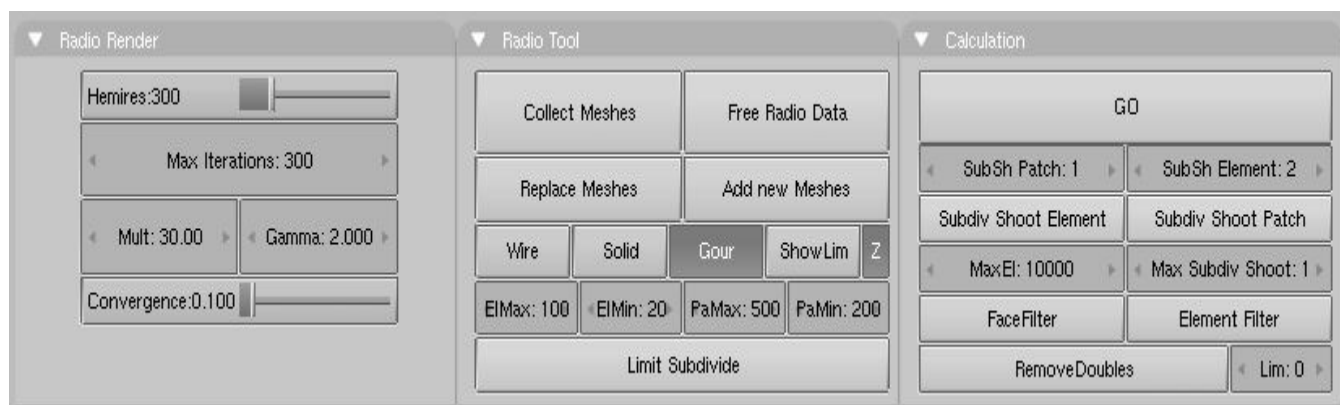 Radio Render
Hemires:300
Max Iterations: 300
Mult: 30.00 Gamma: 2.000
Convergence:0.100
Radio Tool
Collect Meshes Free Radio Data
Replace Meshes Add new Meshes
Wire Solid Gour ShowLim Z
ElMax: 100 ElMin: 20 PaMax: 500 PaMin: 200
Limit Subdivide
Calculation
GO
SubSh Patch: 1 SubSh Element: 2
Subdiv Shoot Element Subdiv Shoot Patch
MaxEl: 10000 Max Subdiv Shoot: 1
FaceFilter Element Filter
RemoveDoubles Lim: 0